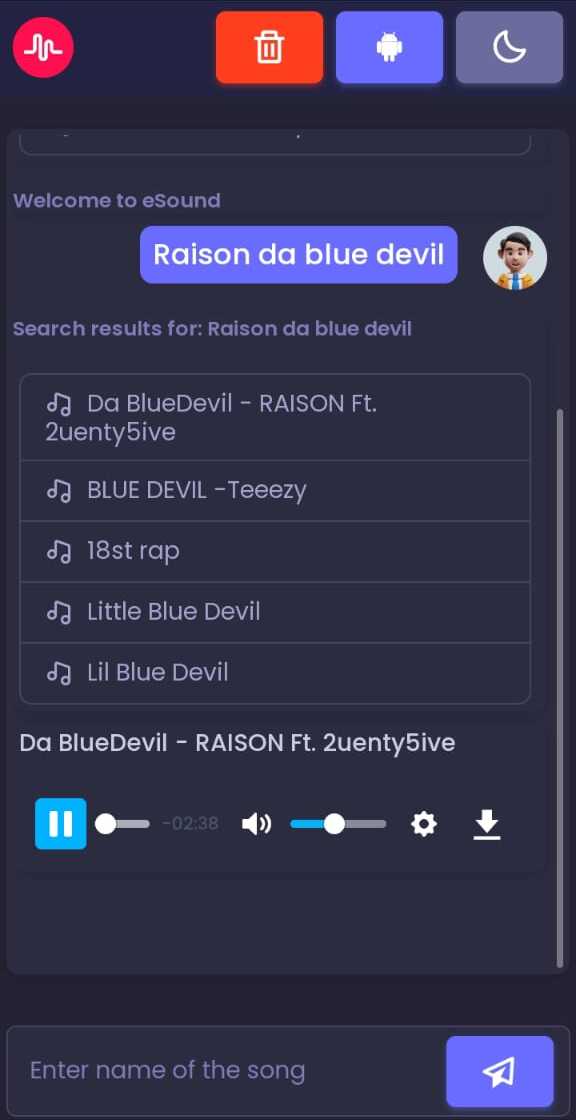 Welcome to eSound
Raison da blue devil
Search results for: Raison da blue devil
Da BlueDevil - RAISON Ft.
2uenty5ive
BLUE DEVIL -Teeezy
18st rap
Little Blue Devil
Lil Blue Devil
Da BlueDevil - RAISON Ft. 2uenty5ive
-02:38
Enter name of the song